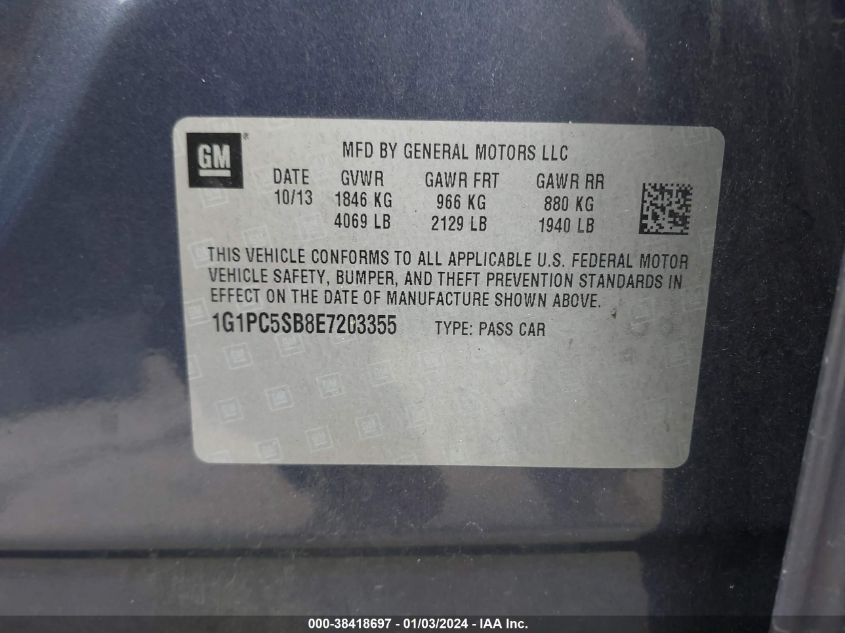 GM ®
MFD BY GENERAL MOTORS LLC
DATE GVWR GAWR FRT GAWR RR
10/13 1846 KG 966 KG 880 KG
4069 LB 2129 LB 1940 LB
THIS VEHICLE CONFORMS TO ALL APPLICABLE U.S. FEDERAL MOTOR
VEHICLE SAFETY, BUMPER, AND THEFT PREVENTION STANDARDS IN
EFFECT ON THE DATE OF MANUFACTURE SHOWN ABOVE.
1G1PC5SB8E7203355 TYPE: PASS CAR
000-38418697 - 01/03/2024 - IAA Inc.